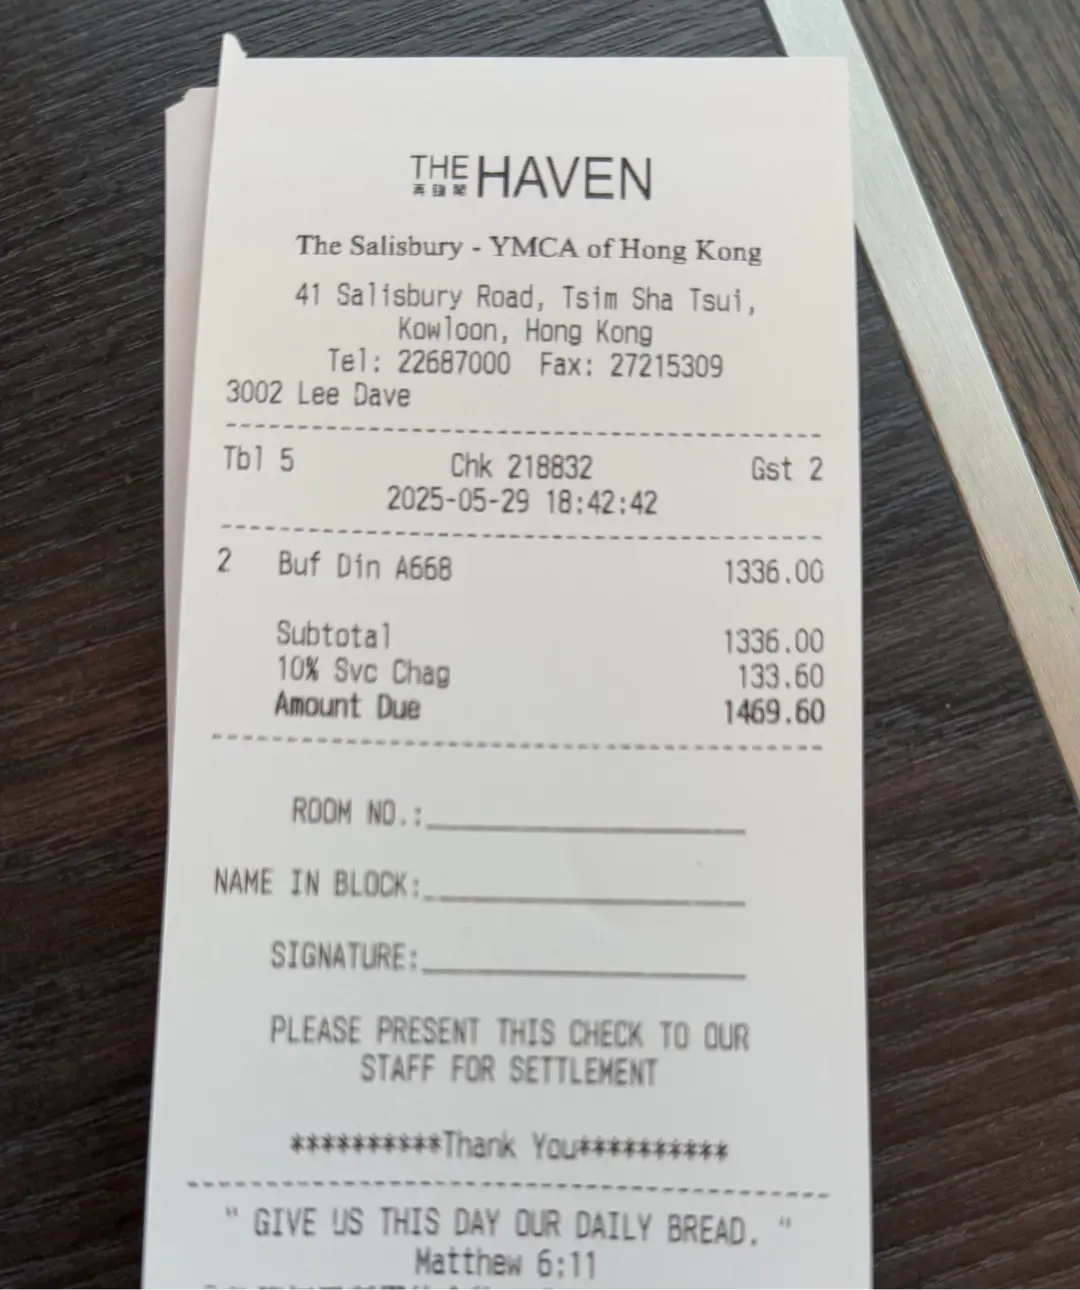 THE HAVEN
The Salisbury - YMCA of Hong Kong
41 Salisbury Road, Tsim Sha Tsui,
Kowloon, Hong Kong
Tel: 22687000 Fax: 27215309
3002 Lee Dave
Tbl 5 Chk 218832 Gst 2
2025-05-29 18:42:42
2 Buf Din A668 1336.00
Subtotal 1336.00
10% Svc Chag 133.60
Amount Due 1469.60
ROOM NO.:
NAME IN BLOCK:
SIGNATURE:
PLEASE PRESENT THIS CHECK TO OUR
STAFF FOR SETTLEMENT
**********Thank You**********
" GIVE US THIS DAY OUR DAILY BREAD. "
Matthew 6:11